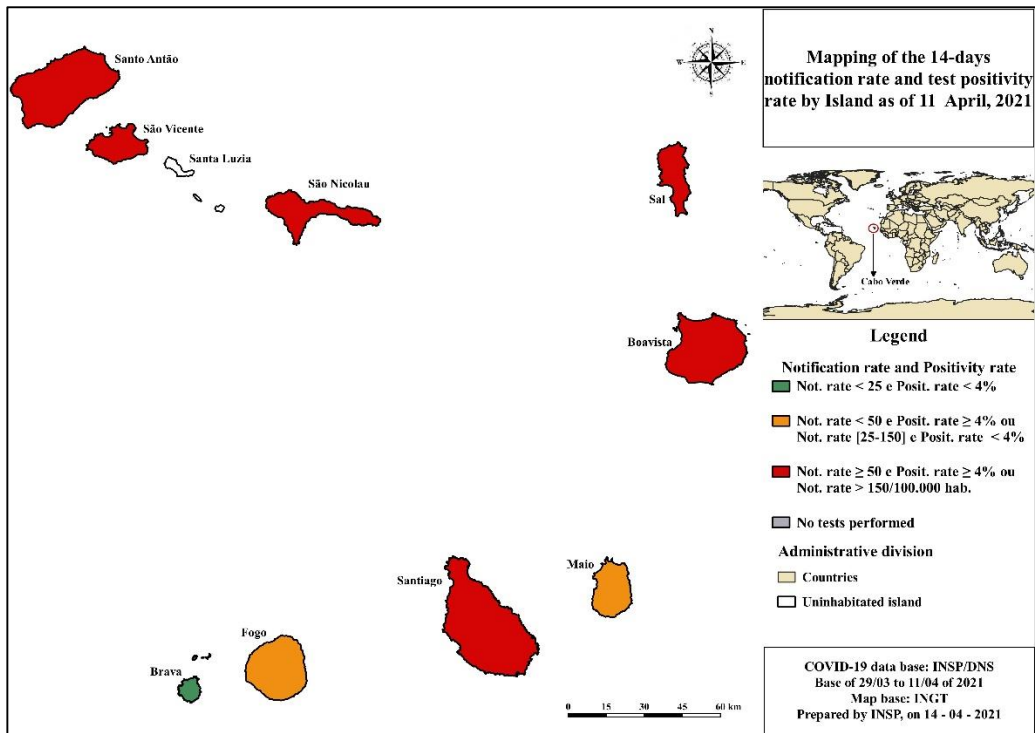 Mapping of the 14-days
notification rate and test positivity
rate by Island as of 11 April, 2021
N
W E
S
Santo Antão
São Vicente
Santa Luzia
São Nicolau
Sal
Boavista
Cabo Verde
Legend
Notification rate and Positivity rate
Not. rate < 25 e Posit. rate < 4%
Not. rate < 50 e Posit. rate ≥ 4% ou
Not. rate [25-150] e Posit. rate < 4%
Not. rate ≥ 50 e Posit. rate ≥ 4% ou
Not. rate > 150/100.000 hab.
No tests performed
Administrative division
Countries
Uninhabitated island
Maio
Santiago
Fogo
Brava
0 15 30 45 60 km
COVID-19 data base: INSP/DNS
Base of 29/03 to 11/04 of 2021
Map base: INGT
Prepared by INSP, on 14 - 04 - 2021